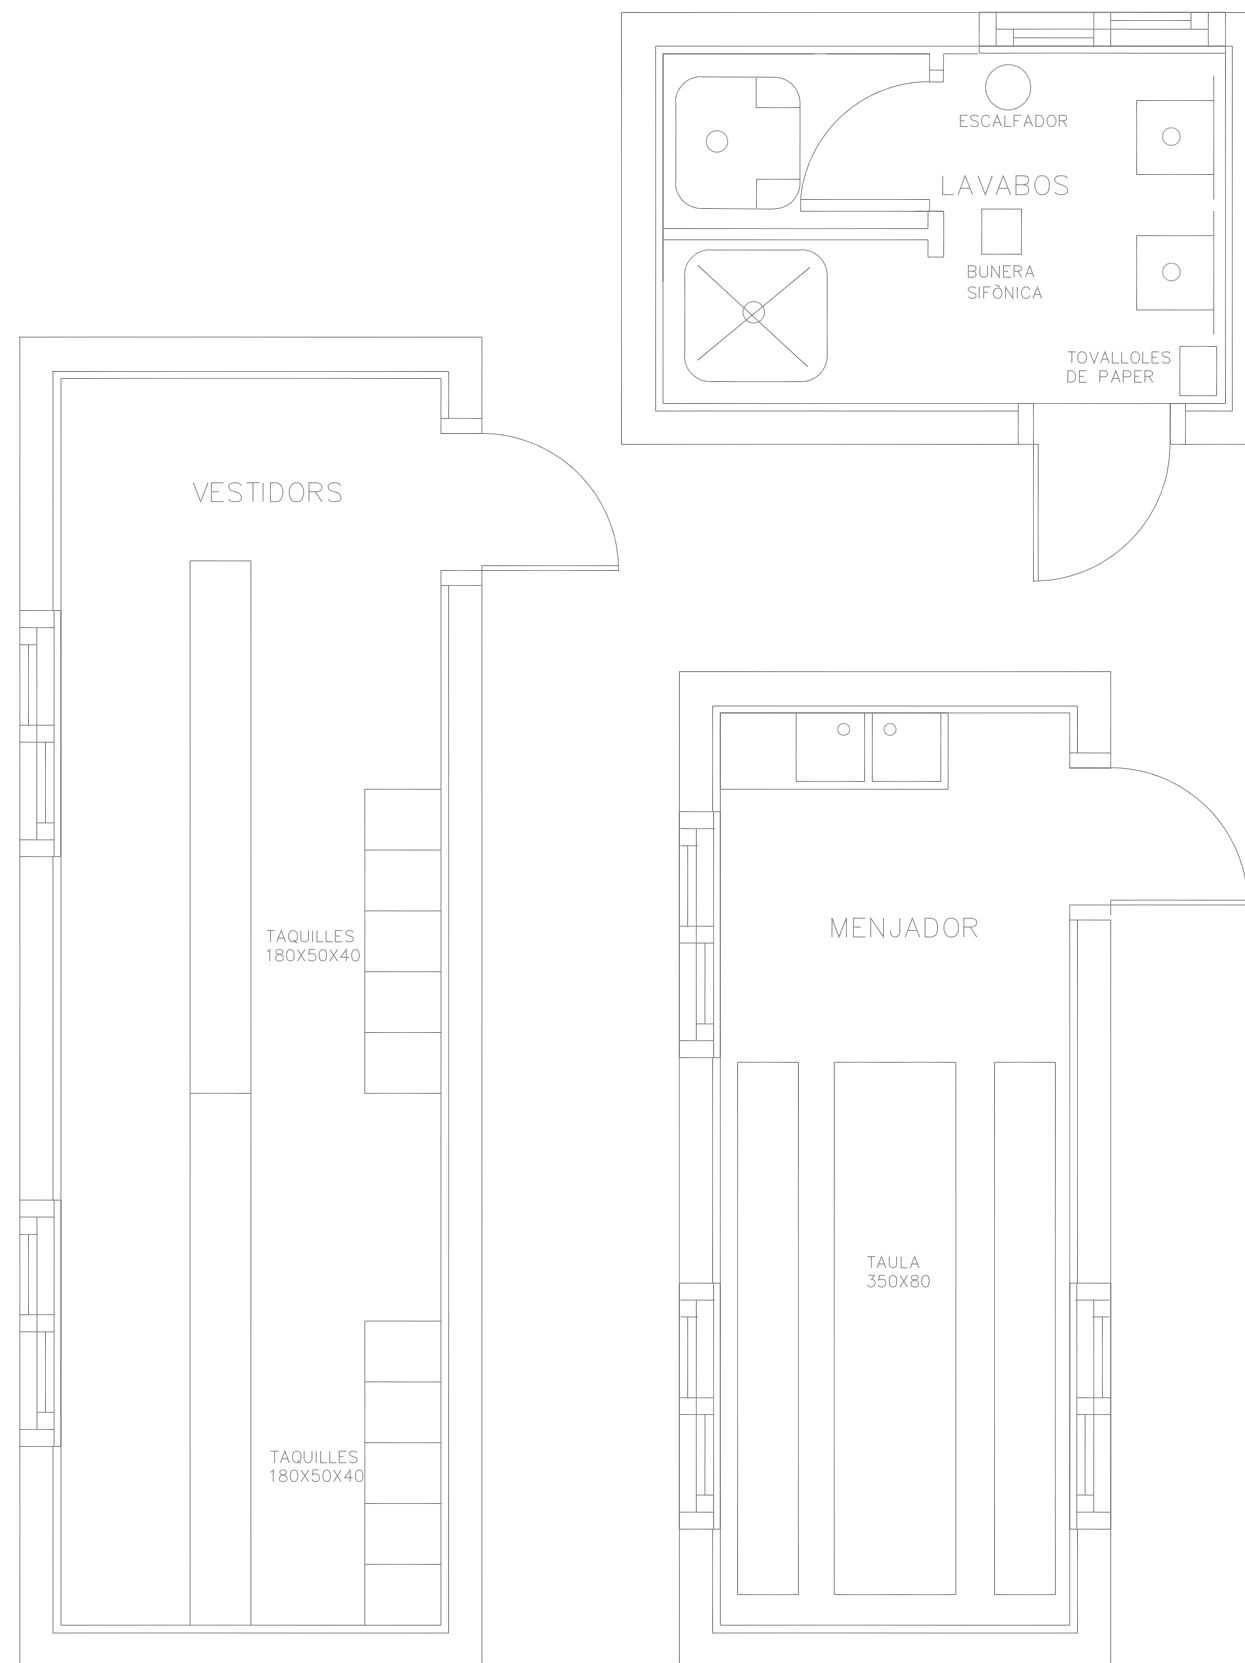 ESCALFADOR
LAVABOS
BUNERA
SIFÒNICA
TOVALLOLES
DE PAPER
VESTIDORS
TAQUILLES
180X50X40
TAQUILLES
180X50X40
MENJADOR
TAULA
350X80